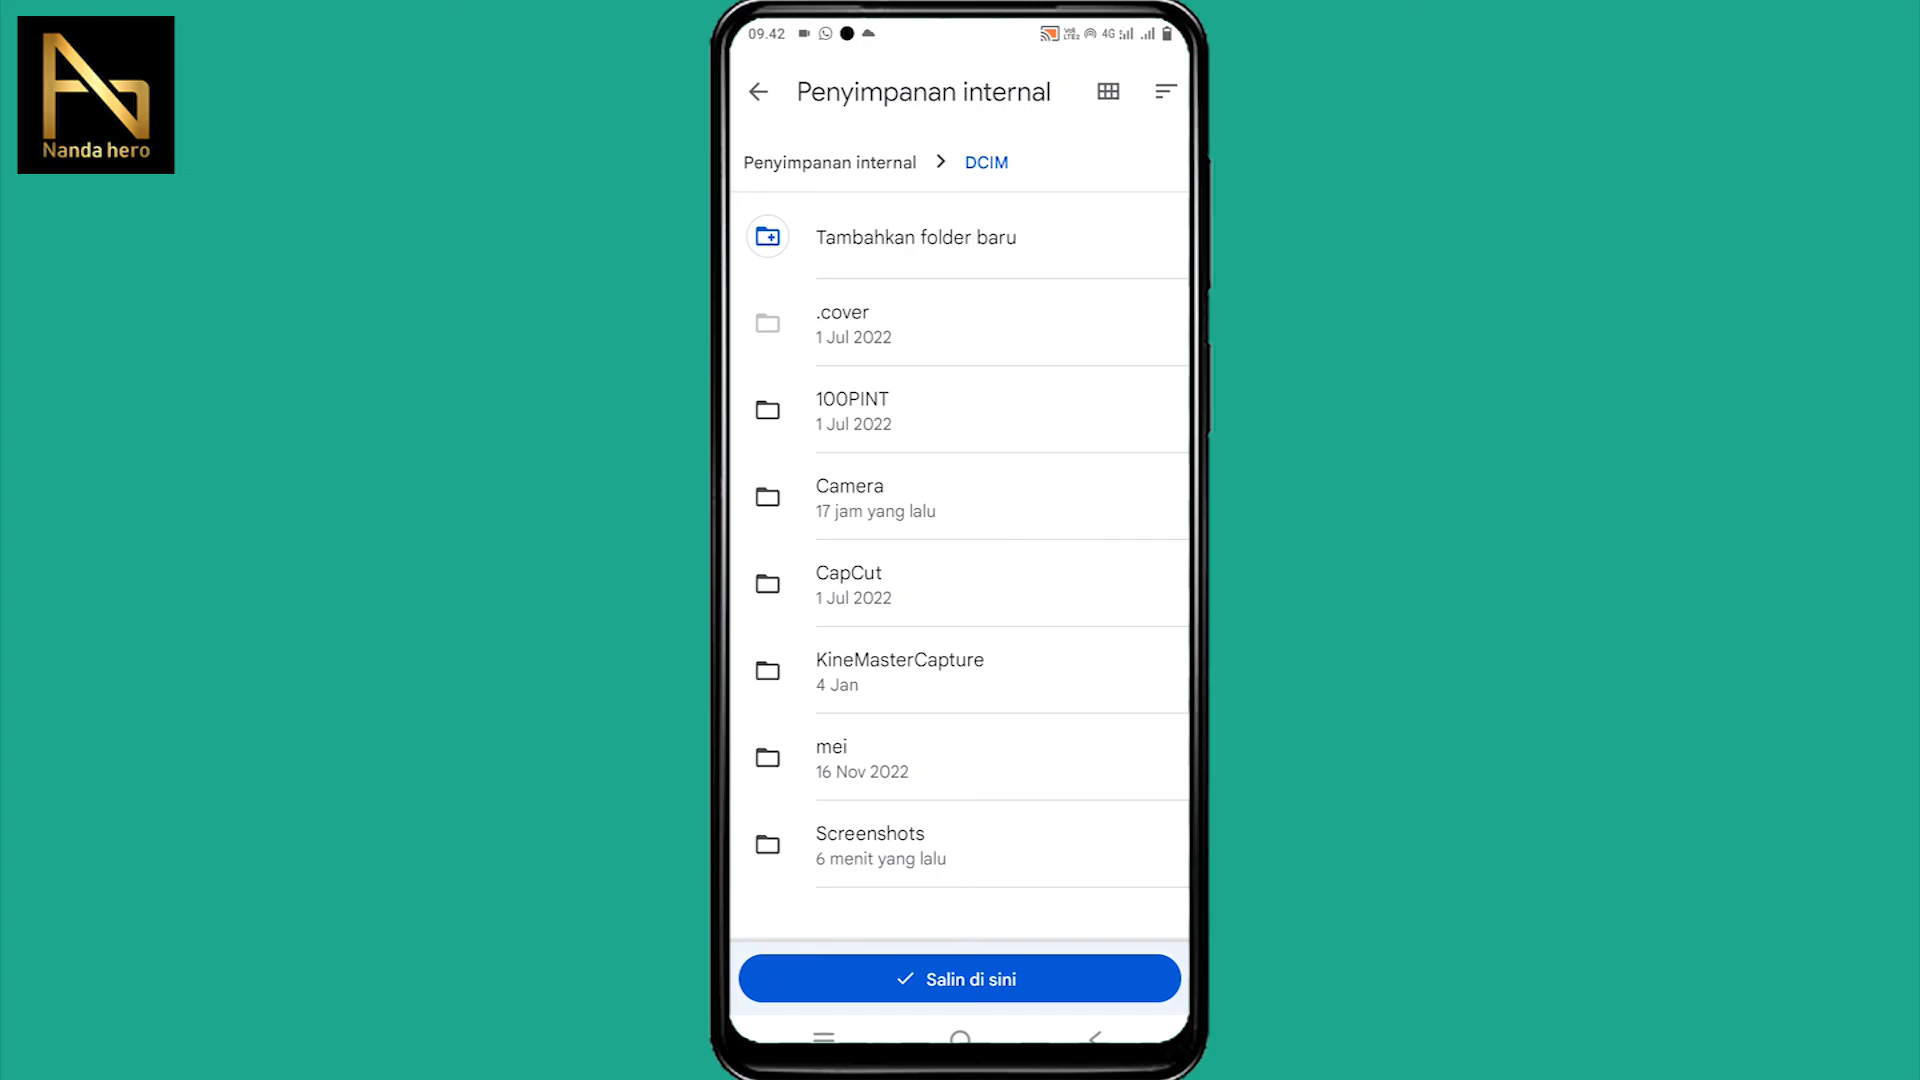 Nanda hero
09.42
VoLTE2 4G
Penyimpanan internal
Penyimpanan internal > DCIM
Tambahkan folder baru
.cover
1 Jul 2022
100PINT
1 Jul 2022
Camera
17 jam yang lalu
CapCut
1 Jul 2022
KineMasterCapture
4 Jan
mei
16 Nov 2022
Screenshots
6 menit yang lalu
Salin di sini